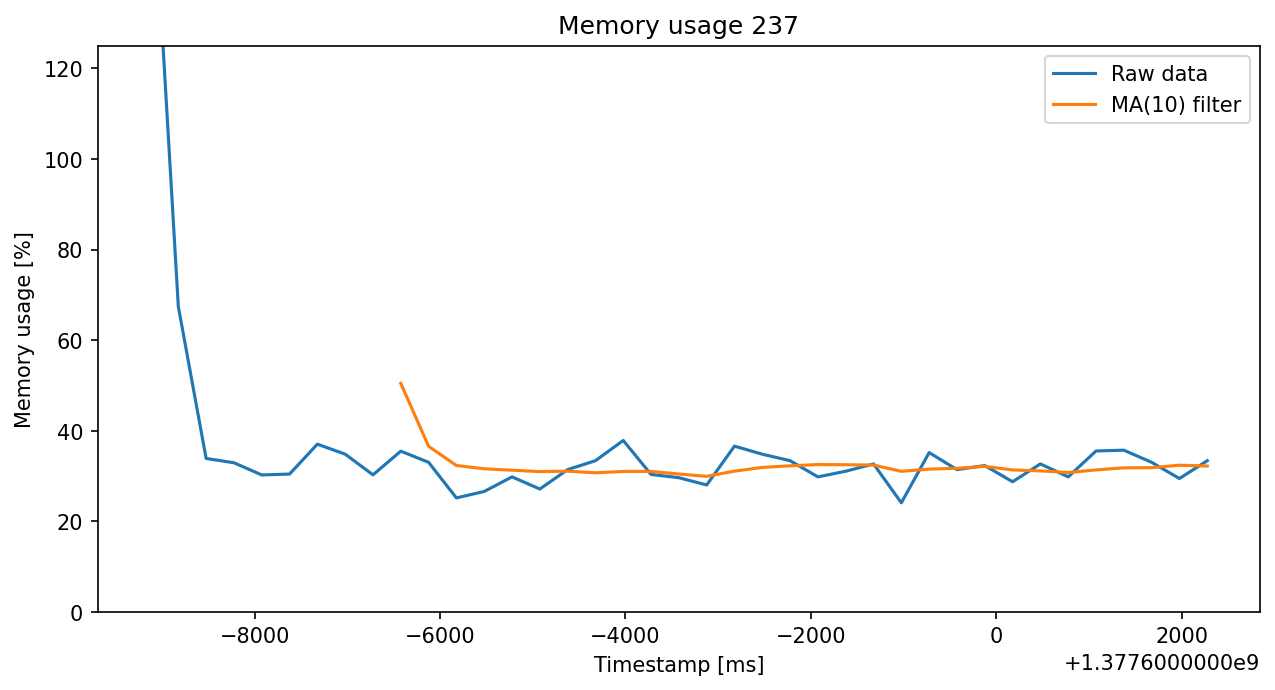 Memory usage 237
Raw data
MA(10) filter
Memory usage [%]
120
100
80
60
40
20
0
−8000 −6000 −4000 −2000 0 2000
Timestamp [ms]
+1.3776000000e9